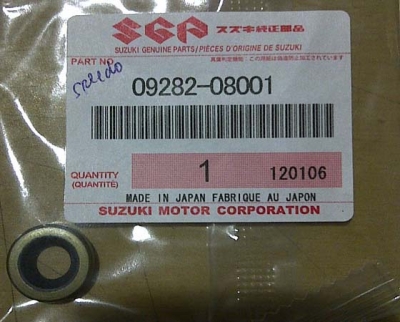 SGP スズキ純正部品
SUZUKI GENUINE PARTS/PIÈCES D'ORIGINE DE SUZUKI
PART NO
speedo
09282-08001
QUANTITY
(QUANTITÉ)
1
120106
MADE IN JAPAN FABRIQUE AU JAPON
SUZUKI MOTOR CORPORATION